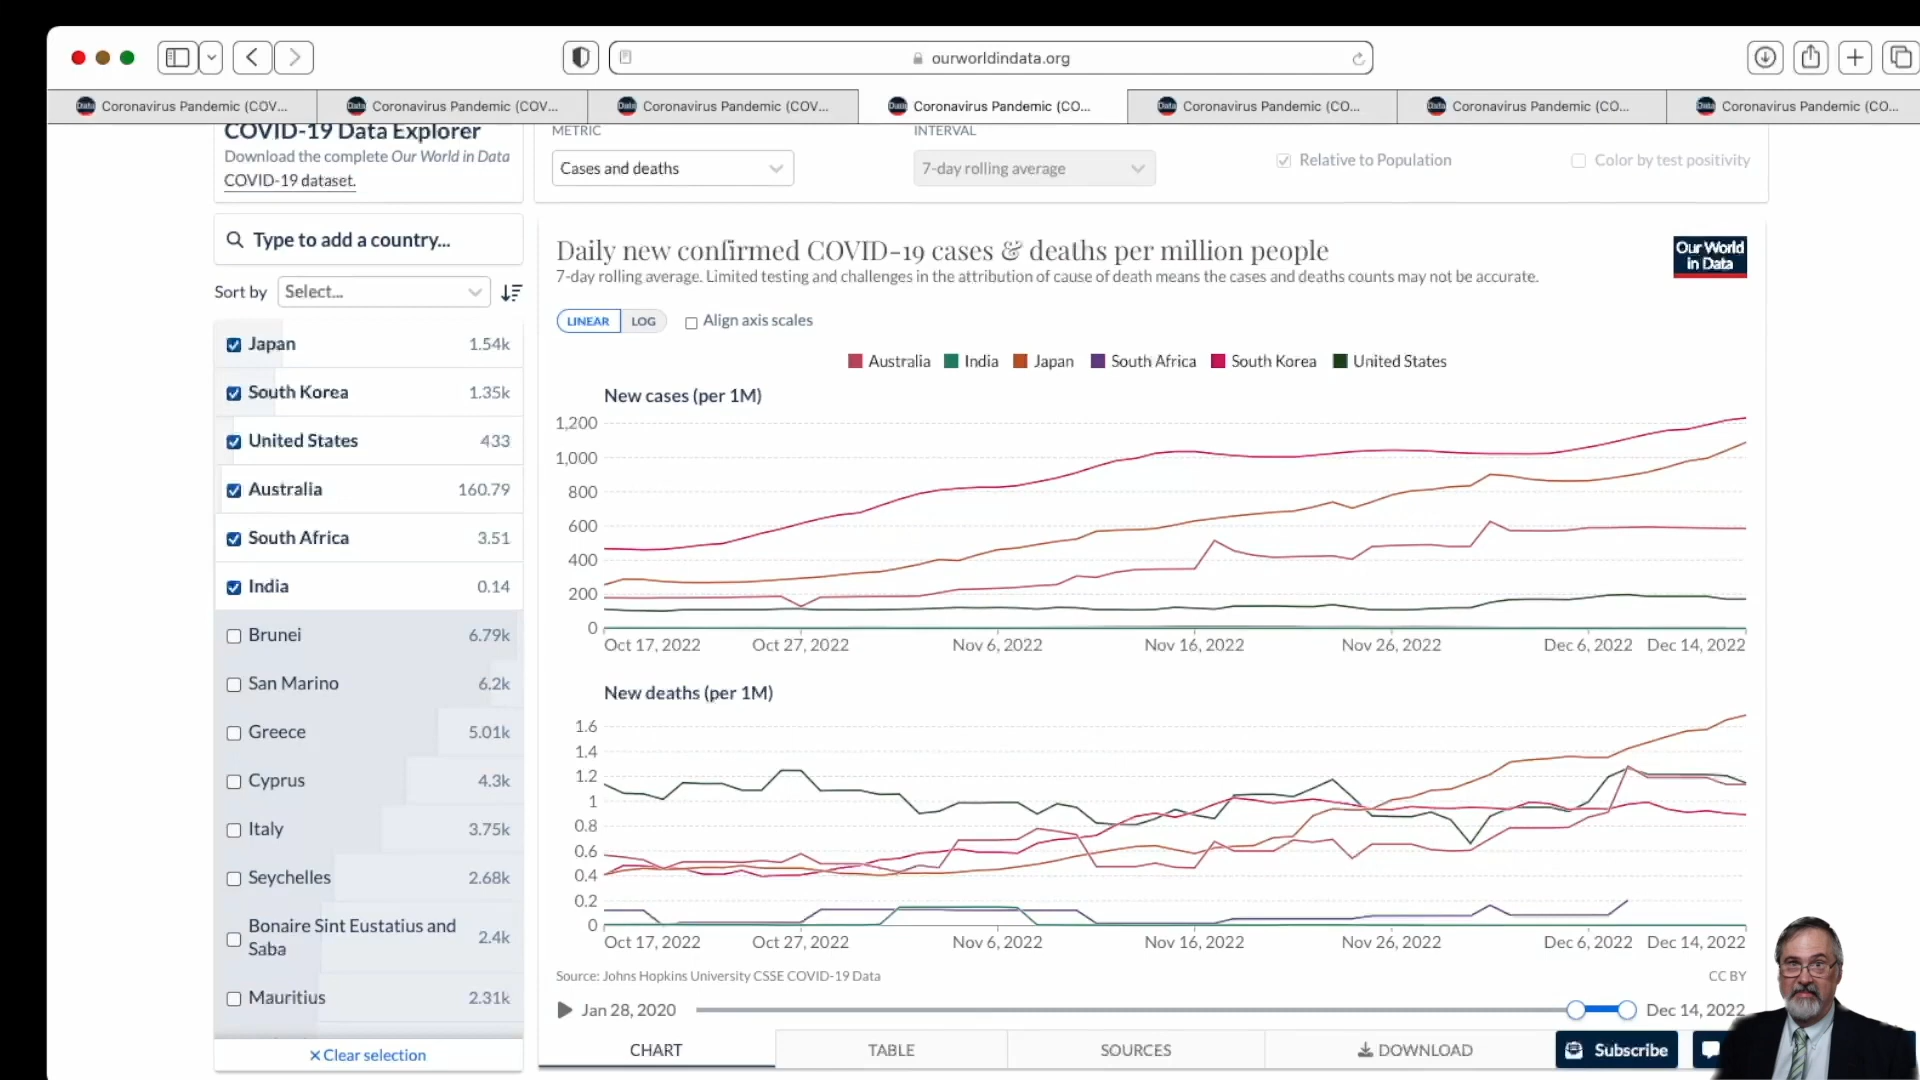 ourworldindata.org
Coronavirus Pandemic (COV...
Coronavirus Pandemic (COV...
Coronavirus Pandemic (COV...
Coronavirus Pandemic (CO...
Coronavirus Pandemic (CO...
Coronavirus Pandemic (CO...
Coronavirus Pandemic (CO...
COVID-19 Data Explorer
Download the complete Our World in Data
COVID-19 dataset.
METRIC
Cases and deaths
INTERVAL
7-day rolling average
Relative to Population
Color by test positivity
Type to add a country...
Sort by
Select...
Japan 1.54k
South Korea 1.35k
United States 433
Australia 160.79
South Africa 3.51
India 0.14
Brunei 6.79k
San Marino 6.2k
Greece 5.01k
Cyprus 4.3k
Italy 3.75k
Seychelles 2.68k
Bonaire Sint Eustatius and
Saba 2.4k
Mauritius 2.31k
× Clear selection
Daily new confirmed COVID-19 cases & deaths per million people
7-day rolling average. Limited testing and challenges in the attribution of cause of death means the cases and deaths counts may not be accurate.
Our World
in Data
LINEAR LOG
Align axis scales
Australia India Japan South Africa South Korea United States
New cases (per 1M)
1,200
1,000
800
600
400
200
0
Oct 17, 2022 Oct 27, 2022 Nov 6, 2022 Nov 16, 2022 Nov 26, 2022 Dec 6, 2022 Dec 14, 2022
New deaths (per 1M)
1.6
1.4
1.2
1
0.8
0.6
0.4
0.2
0
Oct 17, 2022 Oct 27, 2022 Nov 6, 2022 Nov 16, 2022 Nov 26, 2022 Dec 6, 2022 Dec 14, 2022
Source: Johns Hopkins University CSSE COVID-19 Data
CC BY
Jan 28, 2020
Dec 14, 2022
CHART TABLE SOURCES DOWNLOAD
Subscribe